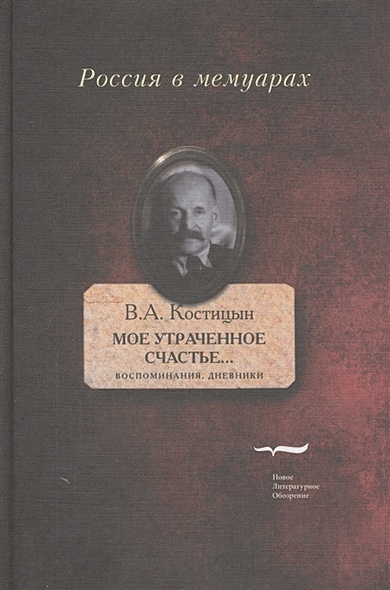 Россия в мемуарах
В.А. Костицын
МОЕ УТРАЧЕННОЕ
СЧАСТЬЕ...
ВОСПОМИНАНИЯ, ДНЕВНИКИ
Новое
Литературное
Обозрение